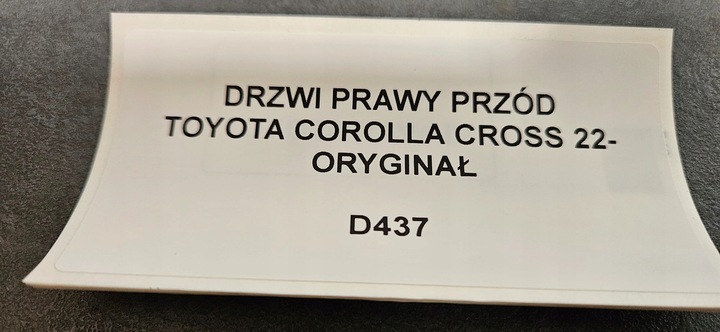 DRZWI PRAWY PRZÓD
TOYOTA COROLLA CROSS 22-
ORYGINAŁ
D437